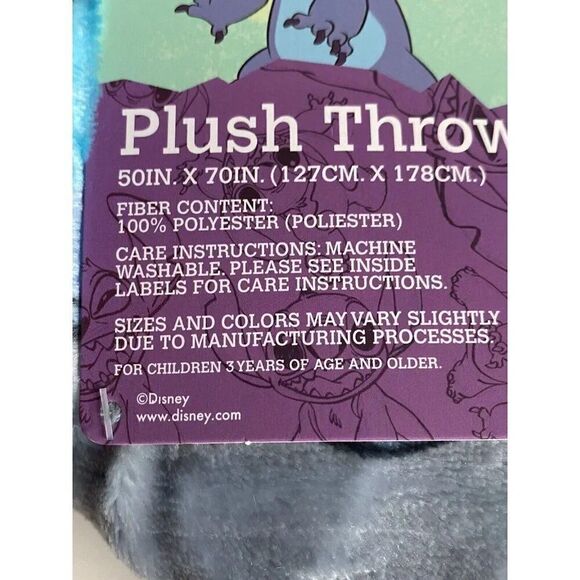 Plush Throw
50IN. X 70IN. (127CM. X 178CM.)
FIBER CONTENT:
100% POLYESTER (POLIESTER)
CARE INSTRUCTIONS: MACHINE
WASHABLE. PLEASE SEE INSIDE
LABELS FOR CARE INSTRUCTIONS.
SIZES AND COLORS MAY VARY SLIGHTLY
DUE TO MANUFACTURING PROCESSES.
FOR CHILDREN 3 YEARS OF AGE AND OLDER.
©Disney
www.disney.com